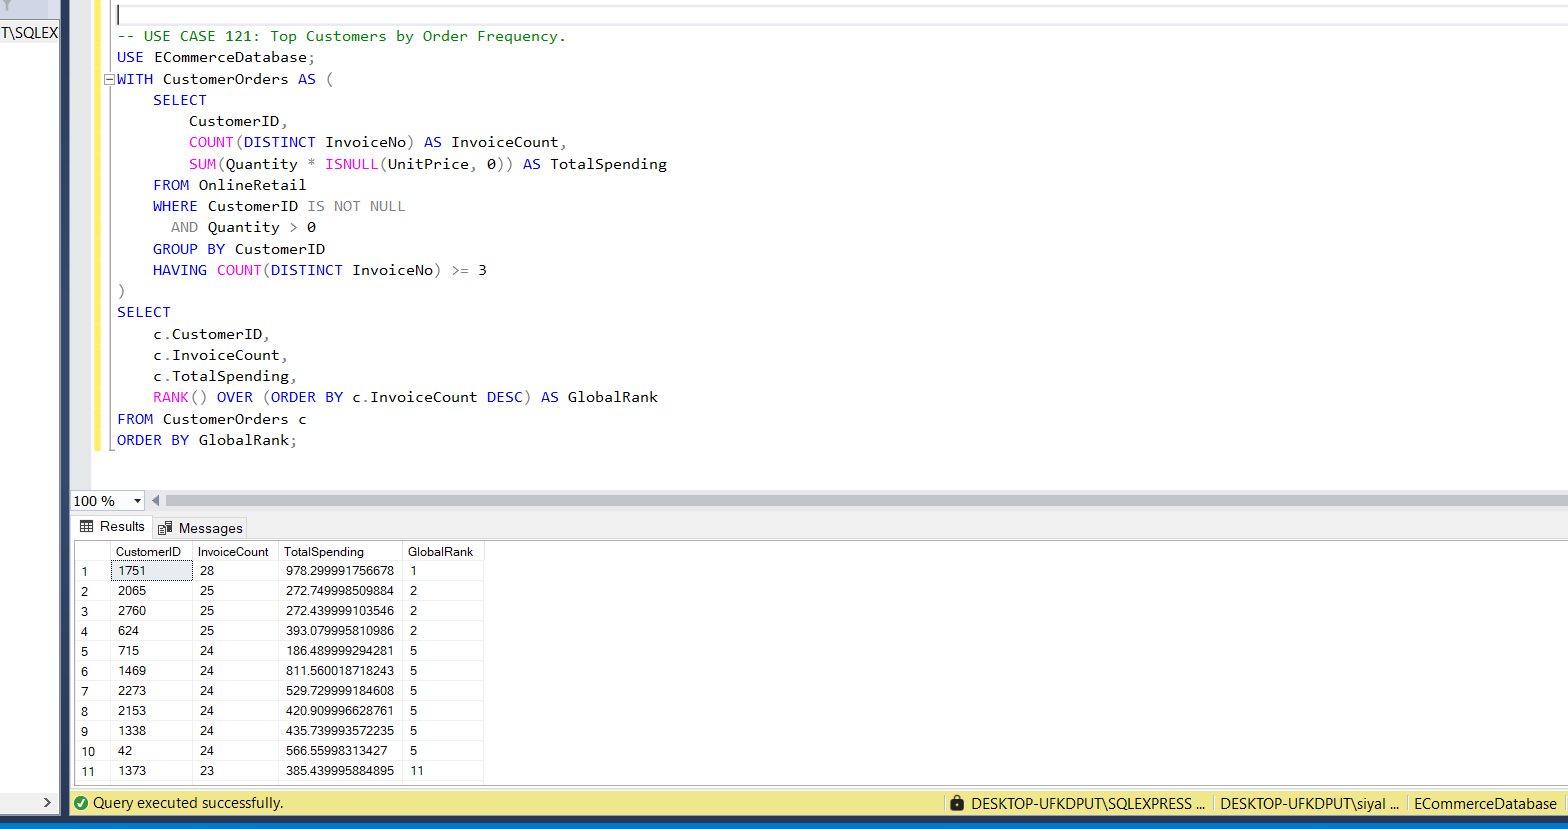 T\SQLEX
-- USE CASE 121: Top Customers by Order Frequency.
USE ECommerceDatabase;
WITH CustomerOrders AS (
    SELECT
        CustomerID,
        COUNT(DISTINCT InvoiceNo) AS InvoiceCount,
        SUM(Quantity * ISNULL(UnitPrice, 0)) AS TotalSpending
    FROM OnlineRetail
    WHERE CustomerID IS NOT NULL
      AND Quantity > 0
    GROUP BY CustomerID
    HAVING COUNT(DISTINCT InvoiceNo) >= 3
)
SELECT
    c.CustomerID,
    c.InvoiceCount,
    c.TotalSpending,
    RANK() OVER (ORDER BY c.InvoiceCount DESC) AS GlobalRank
FROM CustomerOrders c
ORDER BY GlobalRank;
100 %
Results Messages
CustomerID InvoiceCount TotalSpending GlobalRank
1 1751 28 978.299991756678 1
2 2065 25 272.749998509884 2
3 2760 25 272.439999103546 2
4 624 25 393.079995810986 2
5 715 24 186.489999294281 5
6 1469 24 811.560018718243 5
7 2273 24 529.729999184608 5
8 2153 24 420.909996628761 5
9 1338 24 435.739993572235 5
10 42 24 566.55998313427 5
11 1373 23 385.439995884895 11
Query executed successfully. DESKTOP-UFKDPUT\SQLEXPRESS ... DESKTOP-UFKDPUT\siyal ... ECommerceDatabase